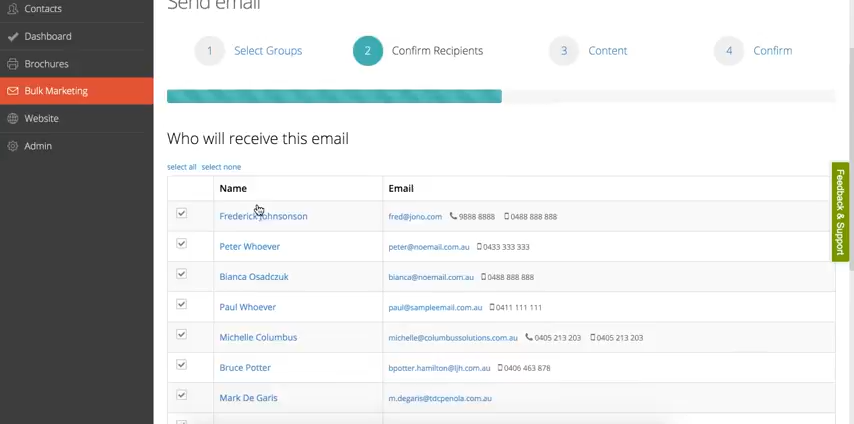 Send email
Contacts
Dashboard
Brochures
Bulk Marketing
Website
Admin
1 Select Groups 2 Confirm Recipients 3 Content 4 Confirm
Who will receive this email
select all select none
Name Email
Frederick Johnsonson fred@jono.com 9898 8888 0488 888 888
Peter Whoever peter@noemail.com.au 0433 333 333
Bianca Osadczuk bianca@noemail.com.au 0488 888 888
Paul Whoever paul@sampleemail.com.au 0411 111 111
Michelle Columbus michelle@columbussolutions.com.au 0405 213 203 0405 213 203
Bruce Potter bpotter.hamilton@ljh.com.au 0406 463 878
Mark De Garis m.degaris@tdcpenola.com.au
Feedback & Support